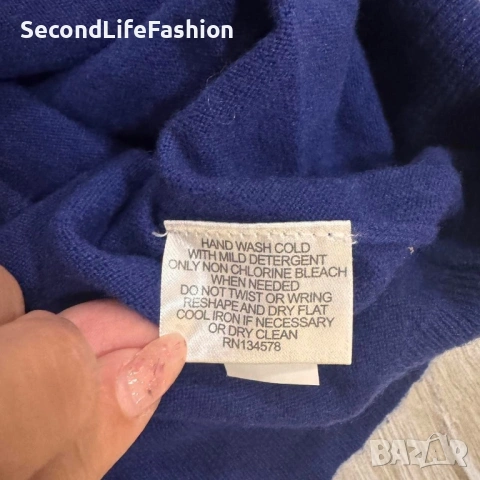 SecondLifeFashion
HAND WASH COLD
WITH MILD DETERGENT
ONLY NON CHLORINE BLEACH
WHEN NEEDED
DO NOT TWIST OR WRING
RESHAPE AND DRY FLAT
COOL IRON IF NECESSARY
OR DRY CLEAN
RN134578
BAZAR